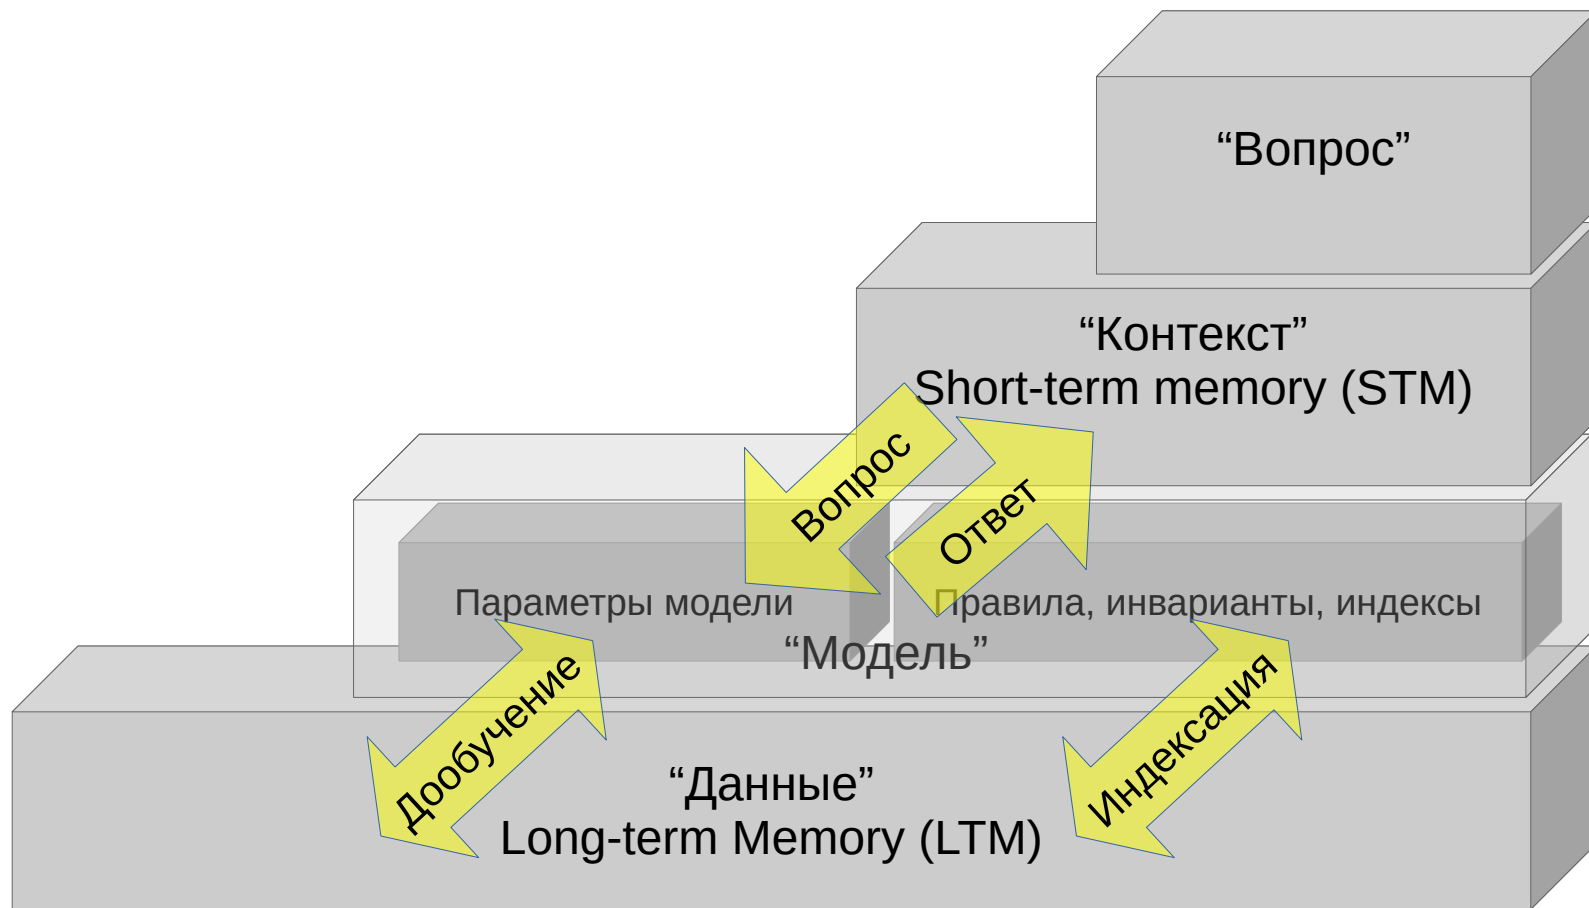 “Вопрос”
“Контекст”
Short-term memory (STM)
Вопрос
Ответ
Параметры модели
Правила, инварианты, индексы
“Модель”
Дообучение
Индексация
“Данные”
Long-term Memory (LTM)